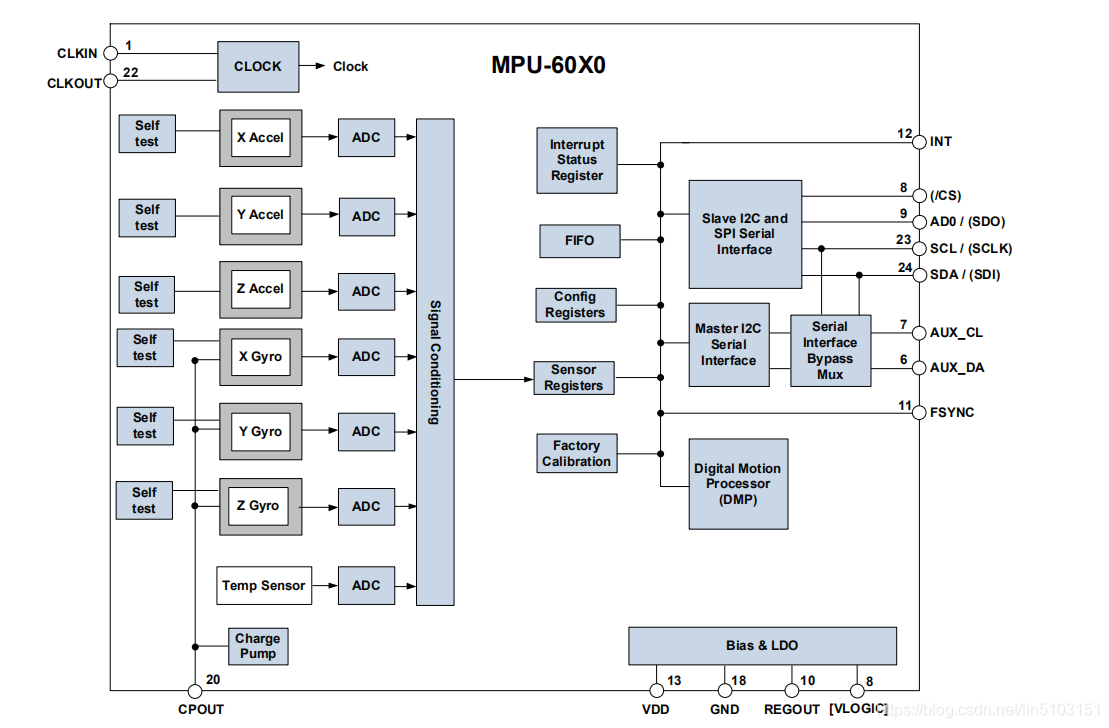 MPU-60X0
CLKIN
1
CLKOUT
22
CLOCK
Clock
Self
test
X Accel
ADC
Self
test
Y Accel
ADC
Self
test
Z Accel
ADC
Self
test
X Gyro
ADC
Self
test
Y Gyro
ADC
Self
test
Z Gyro
ADC
Temp Sensor
ADC
Signal Conditioning
Charge
Pump
20
CPOUT
Interrupt
Status
Register
FIFO
Config
Registers
Sensor
Registers
Factory
Calibration
Slave I2C and
SPI Serial
Interface
Master I2C
Serial
Interface
Serial
Interface
Bypass
Mux
Digital Motion
Processor
(DMP)
12
INT
8
(/CS)
9
AD0 / (SDO)
23
SCL / (SCLK)
24
SDA / (SDI)
7
AUX_CL
6
AUX_DA
11
FSYNC
Bias & LDO
13
VDD
18
GND
10
REGOUT
8
[VLOGIC]
https://blog.csdn.net/lin5103151